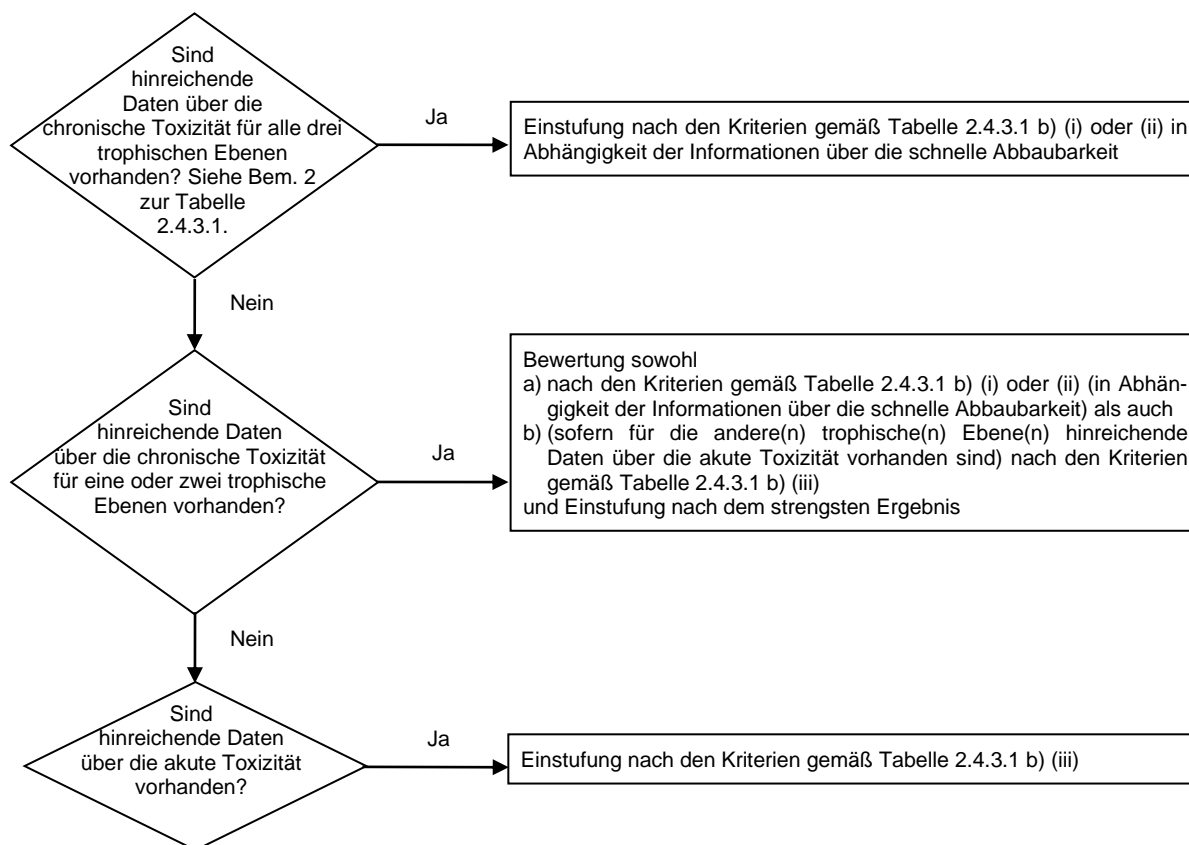 Sind
hinreichende
Daten über die
chronische Toxizität für alle drei
trophischen Ebenen
vorhanden? Siehe Bem. 2
zur Tabelle
2.4.3.1.
Ja
Einstufung nach den Kriterien gemäß Tabelle 2.4.3.1 b) (i) oder (ii) in
Abhängigkeit der Informationen über die schnelle Abbaubarkeit
Nein
Sind
hinreichende Daten
über die chronische Toxizität
für eine oder zwei trophische
Ebenen vorhanden?
Ja
Bewertung sowohl
a) nach den Kriterien gemäß Tabelle 2.4.3.1 b) (i) oder (ii) (in Abhän-
gigkeit der Informationen über die schnelle Abbaubarkeit) als auch
b) (sofern für die andere(n) trophische(n) Ebene(n) hinreichende
Daten über die akute Toxizität vorhanden sind) nach den Kriterien
gemäß Tabelle 2.4.3.1 b) (iii)
und Einstufung nach dem strengsten Ergebnis
Nein
Sind
hinreichende Daten
über die akute Toxizität
vorhanden?
Ja
Einstufung nach den Kriterien gemäß Tabelle 2.4.3.1 b) (iii)